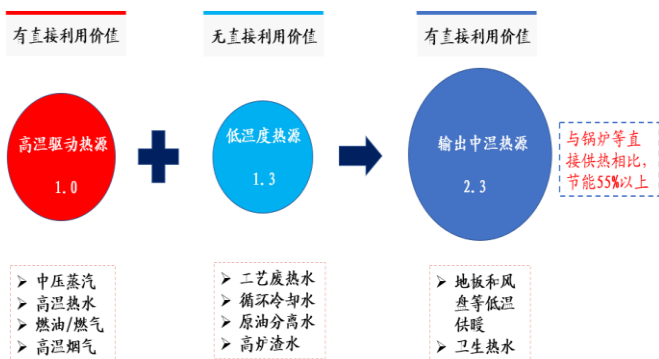 有直接利用价值
无直接利用价值
有直接利用价值
高温驱动热源
1.0
低温度热源
1.3
输出中温热源
2.3
与锅炉等直
接供热相比，
节能55%以上
➢ 中压蒸汽
➢ 高温热水
➢ 燃油/燃气
➢ 高温烟气
➢ 工艺废热水
➢ 循环冷却水
➢ 原油分离水
➢ 高炉渣水
➢ 地板和风
盘等低温
供暖
➢ 卫生热水